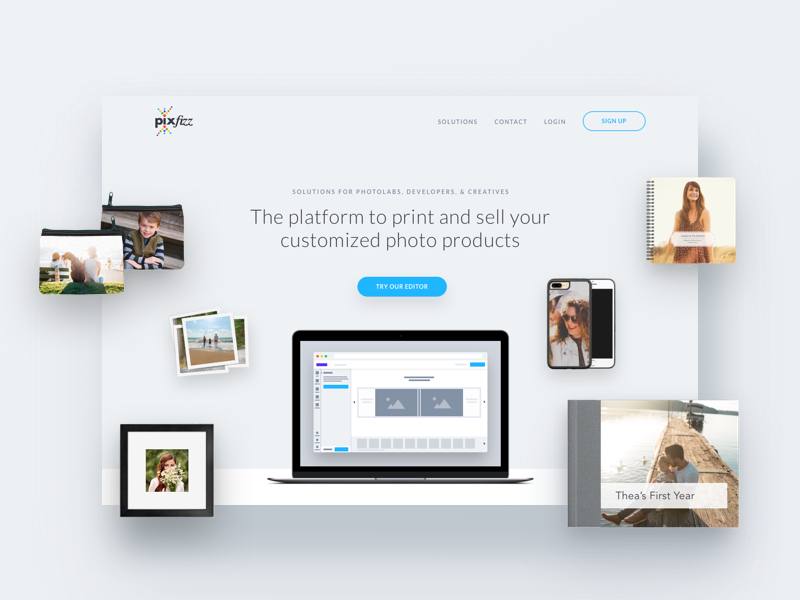 pixfizz
SOLUTIONS
CONTACT
LOGIN
SIGN UP
SOLUTIONS FOR PHOTOLABS, DEVELOPERS, & CREATIVES
The platform to print and sell your
customized photo products
TRY OUR EDITOR
Thea's First Year